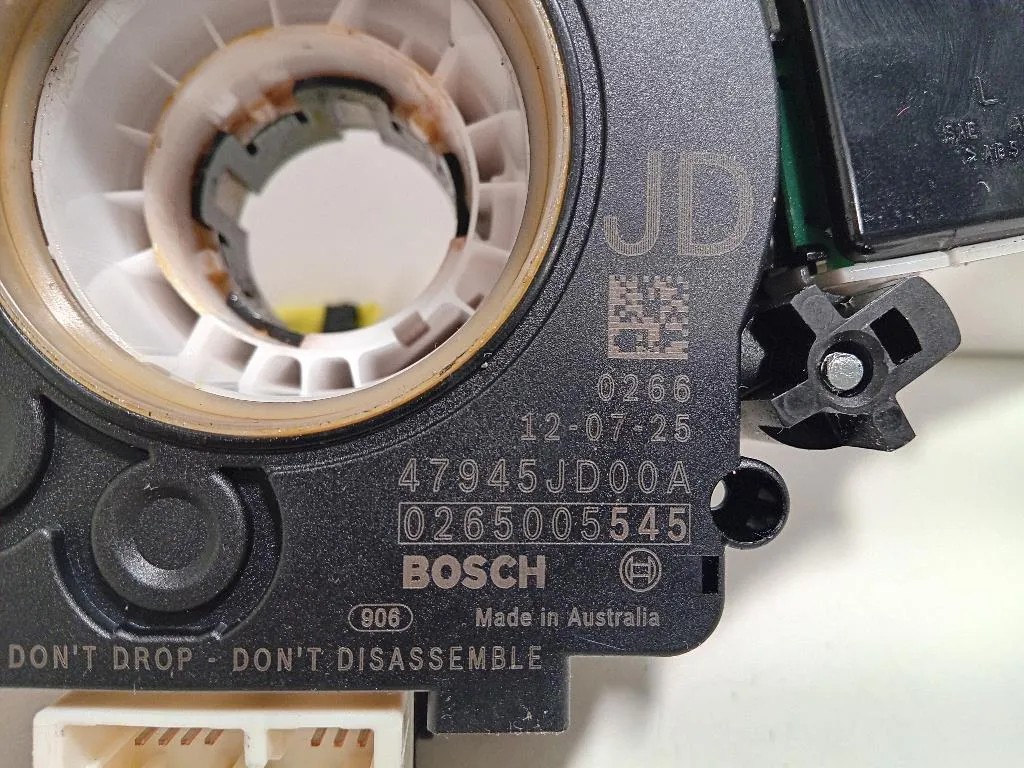 L
JD
0266
12-07-25
47945JD00A
0265005545
BOSCH
906 Made in Australia
DON'T DROP - DON'T DISASSEMBLE